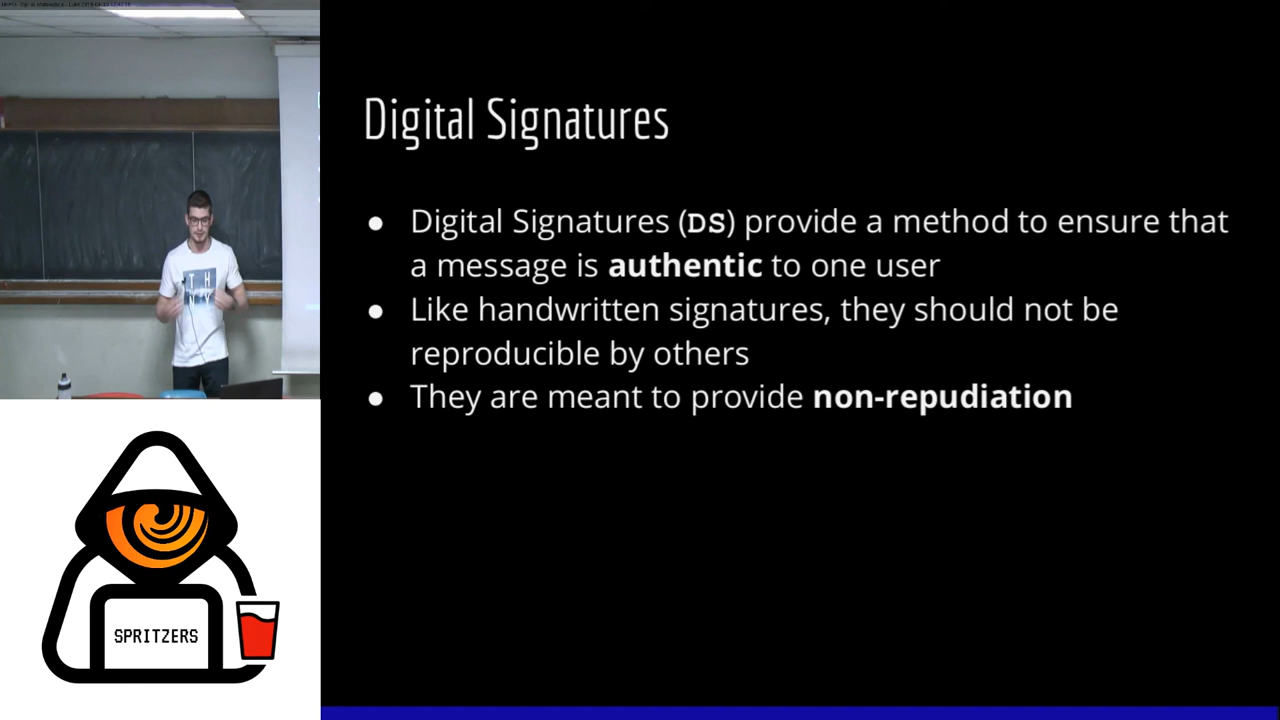 Digital Signatures
● Digital Signatures (DS) provide a method to ensure that
a message is authentic to one user
● Like handwritten signatures, they should not be
reproducible by others
● They are meant to provide non-repudiation
T H
N Y
SPRITZERS